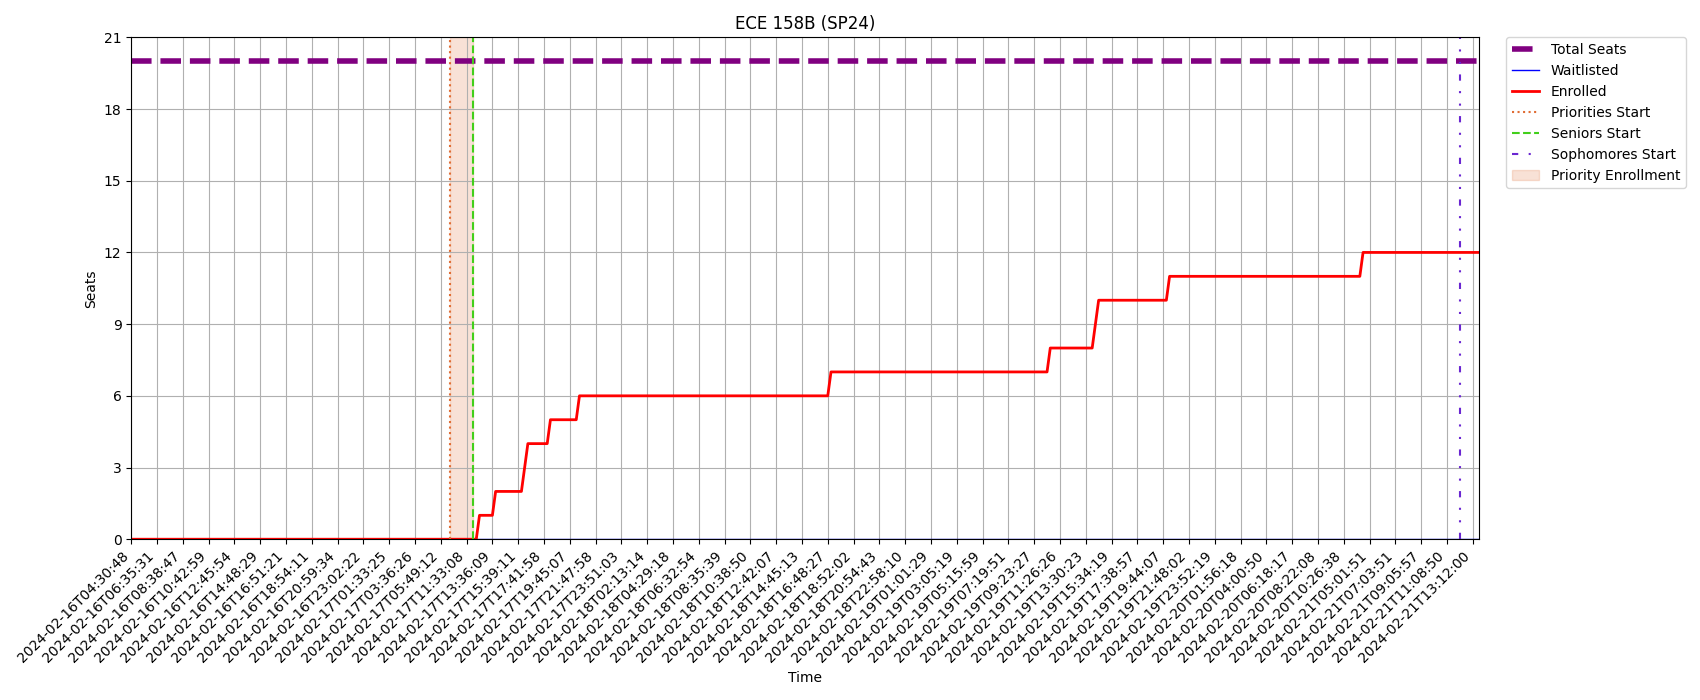 ECE 158B (SP24)
21
18
15
12
9
6
3
0
Seats
Total Seats
Waitlisted
Enrolled
Priorities Start
Seniors Start
Sophomores Start
Priority Enrollment
2024-02-16T04:30:48
2024-02-16T06:35:31
2024-02-16T08:38:47
2024-02-16T10:42:59
2024-02-16T12:45:54
2024-02-16T14:48:29
2024-02-16T16:51:21
2024-02-16T18:54:11
2024-02-16T20:59:34
2024-02-16T23:02:22
2024-02-17T01:33:25
2024-02-17T03:36:26
2024-02-17T05:49:12
2024-02-17T11:33:08
2024-02-17T13:36:09
2024-02-17T15:39:11
2024-02-17T17:41:58
2024-02-17T19:45:07
2024-02-17T21:47:58
2024-02-17T23:51:03
2024-02-18T02:13:14
2024-02-18T04:29:18
2024-02-18T06:32:54
2024-02-18T08:35:39
2024-02-18T10:38:50
2024-02-18T12:42:07
2024-02-18T14:45:13
2024-02-18T16:48:27
2024-02-18T18:52:02
2024-02-18T20:54:43
2024-02-18T22:58:10
2024-02-19T01:01:29
2024-02-19T03:05:19
2024-02-19T05:15:59
2024-02-19T07:19:51
2024-02-19T09:23:27
2024-02-19T11:26:26
2024-02-19T13:30:23
2024-02-19T15:34:19
2024-02-19T17:38:57
2024-02-19T19:44:07
2024-02-19T21:48:02
2024-02-19T23:52:19
2024-02-20T01:56:18
2024-02-20T04:00:50
2024-02-20T06:18:17
2024-02-20T08:22:08
2024-02-20T10:26:38
2024-02-21T05:01:51
2024-02-21T07:03:51
2024-02-21T09:05:57
2024-02-21T11:08:50
2024-02-21T13:12:00
Time